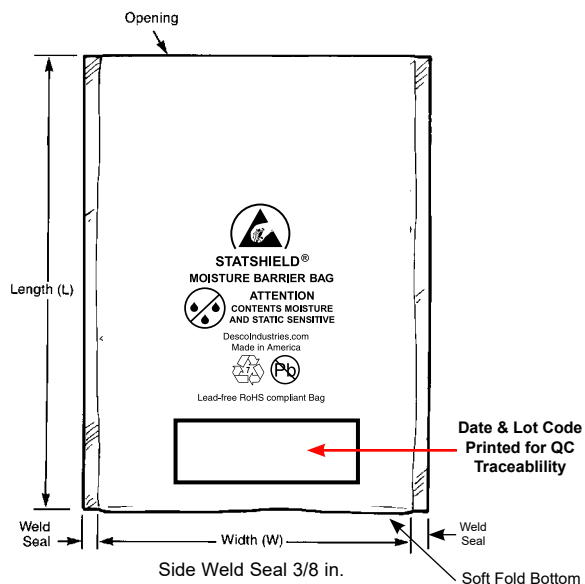 Opening
STATSHIELD®
MOISTURE BARRIER BAG
ATTENTION
CONTENTS MOISTURE
AND STATIC SENSITIVE
DescoIndustries.com
Made in America
7
Pb
Lead-free RoHS compliant Bag
Length (L)
Date & Lot Code
Printed for QC
Traceablility
Weld
Seal
Width (W)
Weld
Seal
Side Weld Seal 3/8 in.
Soft Fold Bottom